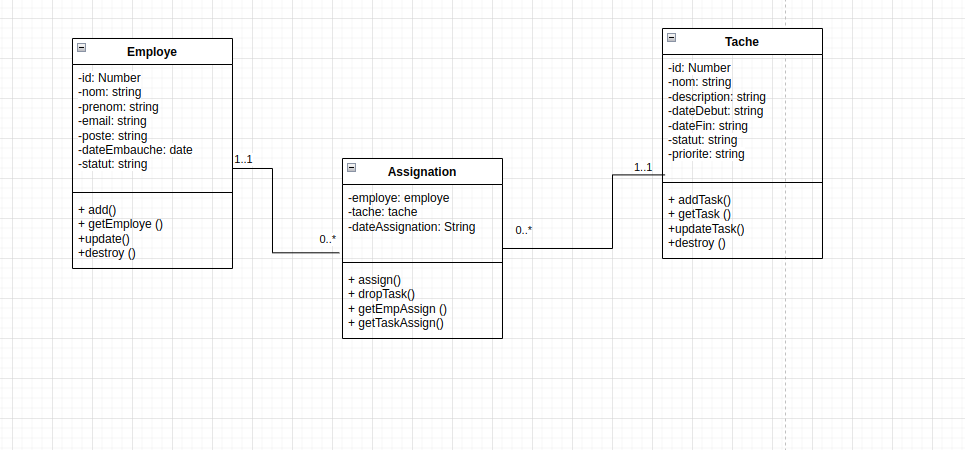 Employe
-id: Number
-nom: string
-prenom: string
-email: string
-poste: string
-dateEmbauche: date
-statut: string
+ add()
+ getEmploye ()
+update()
+destroy ()
1..1
0..*
Assignation
-employe: employe
-tache: tache
-dateAssignation: String
+ assign()
+ dropTask()
+ getEmpAssign ()
+ getTaskAssign()
0..*
1..1
Tache
-id: Number
-nom: string
-description: string
-dateDebut: string
-dateFin: string
-statut: string
-priorite: string
+ addTask()
+ getTask ()
+updateTask()
+destroy ()